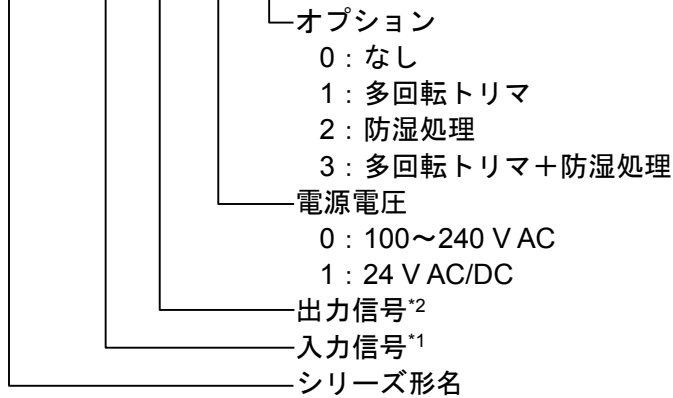 オプション
0：なし
1：多回転トリマ
2：防湿処理
3：多回転トリマ＋防湿処理
電源電圧
0：100～240 V AC
1：24 V AC/DC
出力信号*2
入力信号*1
シリーズ形名